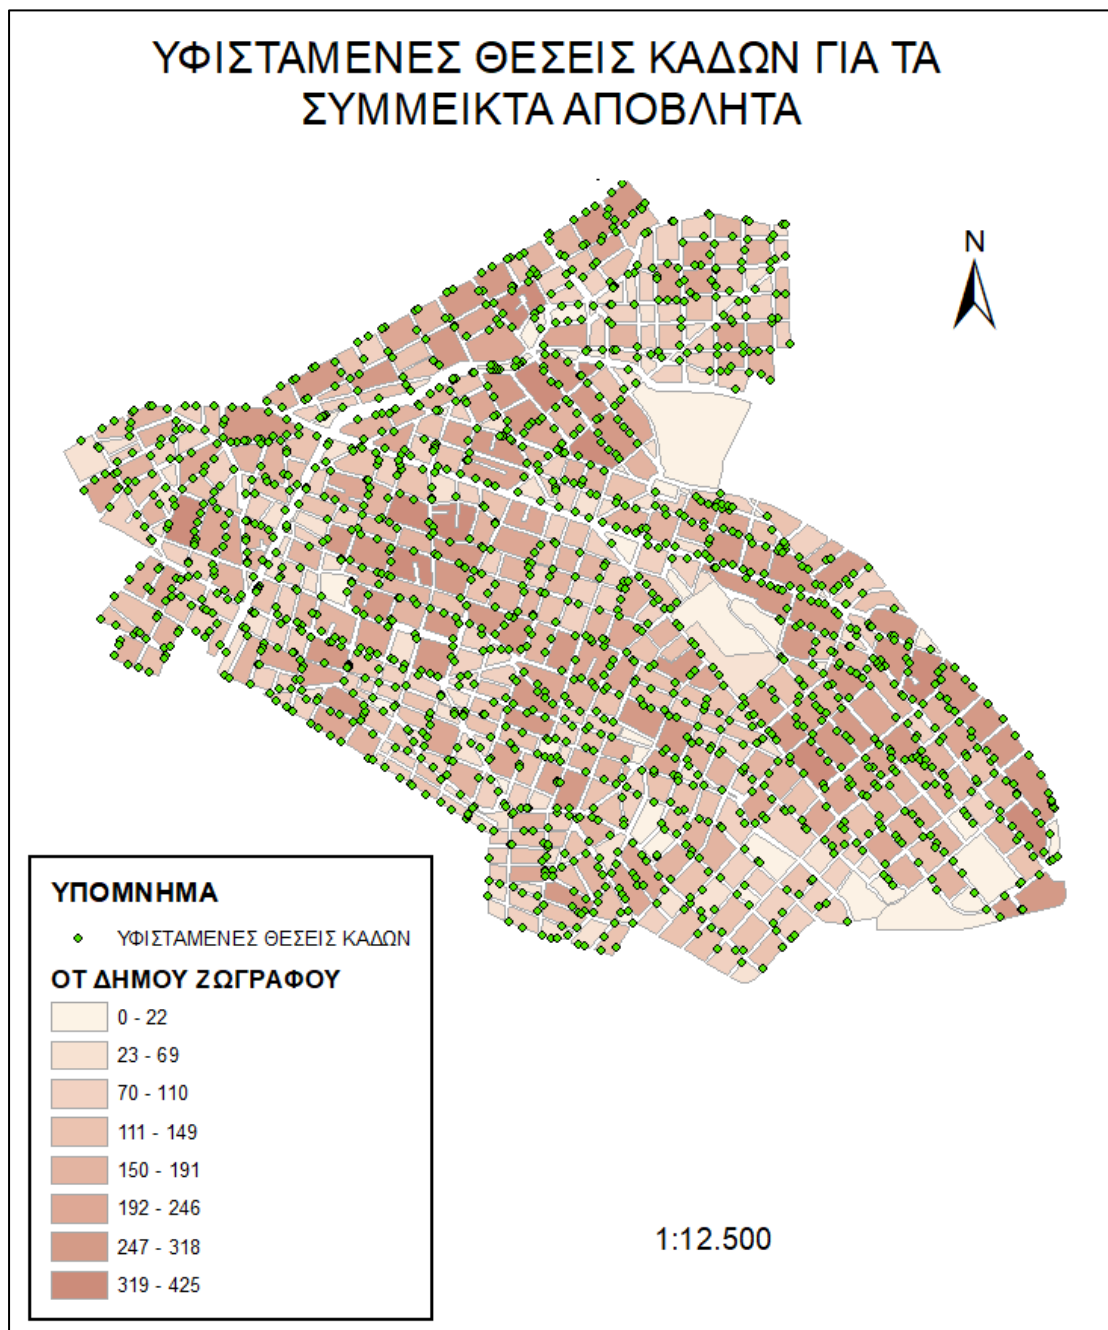 ΥΦΙΣΤΑΜΕΝΕΣ ΘΕΣΕΙΣ ΚΑΔΩΝ ΓΙΑ ΤΑ
ΣΥΜΜΕΙΚΤΑ ΑΠΟΒΛΗΤΑ
N
ΥΠΟΜΝΗΜΑ
ΥΦΙΣΤΑΜΕΝΕΣ ΘΕΣΕΙΣ ΚΑΔΩΝ
ΟΤ ΔΗΜΟΥ ΖΩΓΡΑΦΟΥ
0 - 22
23 - 69
70 - 110
111 - 149
150 - 191
192 - 246
247 - 318
319 - 425
1:12.500